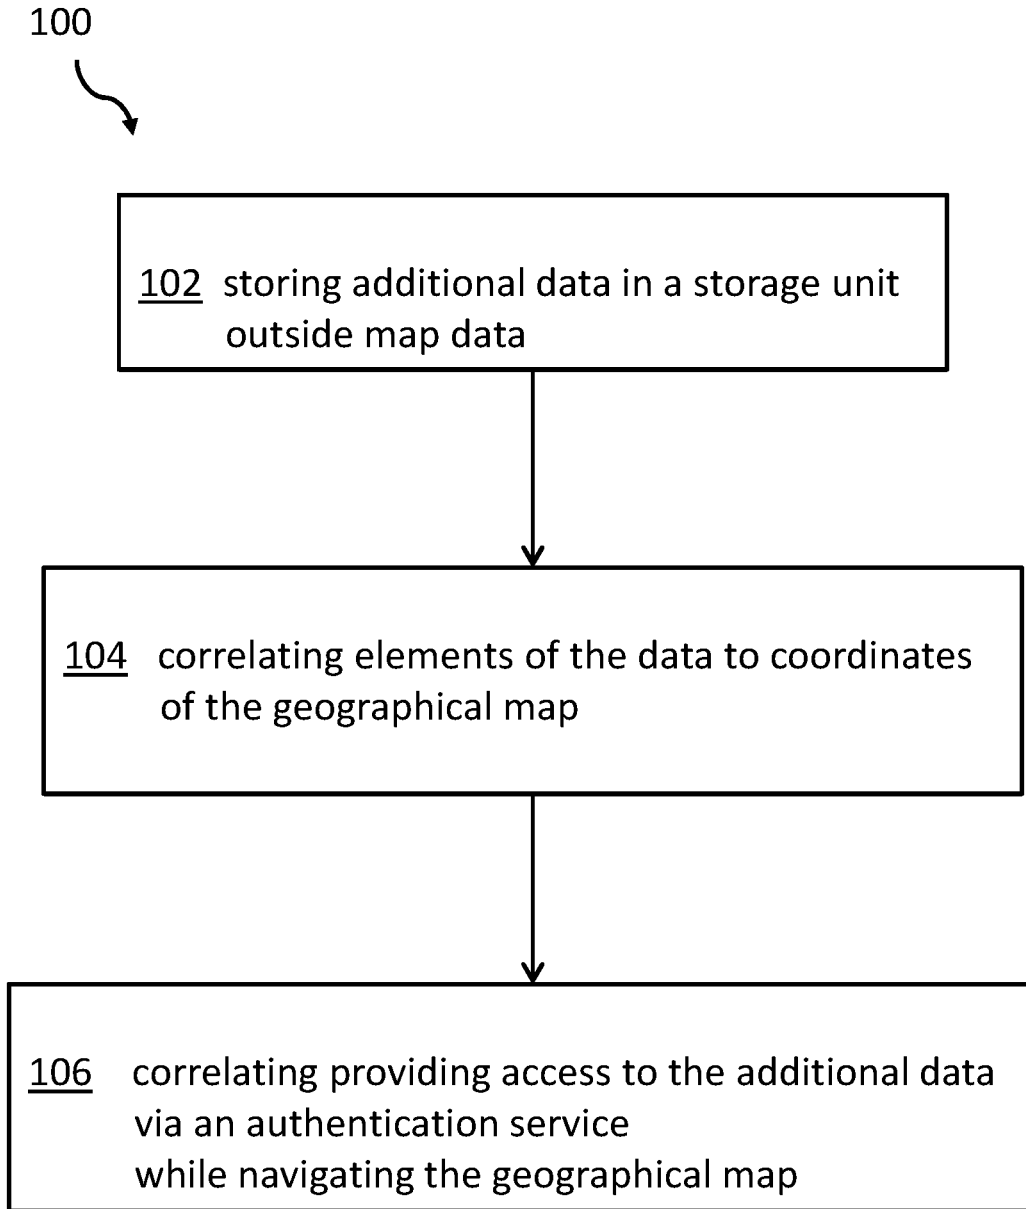 100
102 storing additional data in a storage unit
outside map data
104 correlating elements of the data to coordinates
of the geographical map
106 correlating providing access to the additional data
via an authentication service
while navigating the geographical map